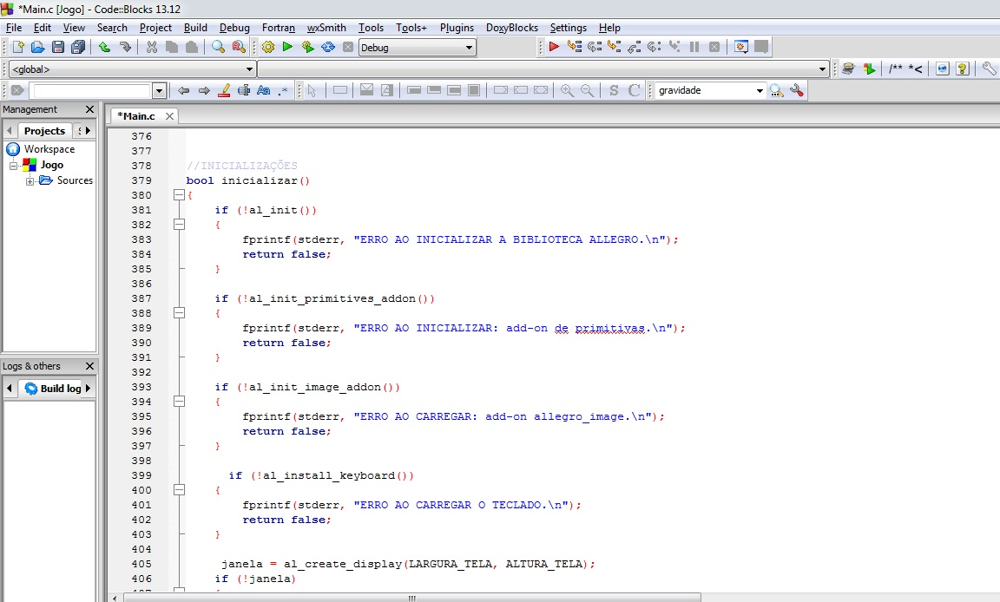 *Main.c [Jogo] - Code::Blocks 13.12
File Edit View Search Project Build Debug Fortran wxSmith Tools Tools+ Plugins DoxyBlocks Settings Help
Debug
<global>
/** *<
Aa .*
S C
gravidade
Management
*Main.c
Projects
Workspace
Jogo
Sources
Logs & others
Build log
376
377
378 //INICIALIZAÇÕES
379 bool inicializar()
380 {
381 if (!al_init())
382 {
383 fprintf(stderr, "ERRO AO INICIALIZAR A BIBLIOTECA ALLEGRO.\n");
384 return false;
385 }
386
387 if (!al_init_primitives_addon())
388 {
389 fprintf(stderr, "ERRO AO INICIALIZAR: add-on de primitivas.\n");
390 return false;
391 }
392
393 if (!al_init_image_addon())
394 {
395 fprintf(stderr, "ERRO AO CARREGAR: add-on allegro_image.\n");
396 return false;
397 }
398
399 if (!al_install_keyboard())
400 {
401 fprintf(stderr, "ERRO AO CARREGAR O TECLADO.\n");
402 return false;
403 }
404
405 janela = al_create_display(LARGURA_TELA, ALTURA_TELA);
406 if (!janela)